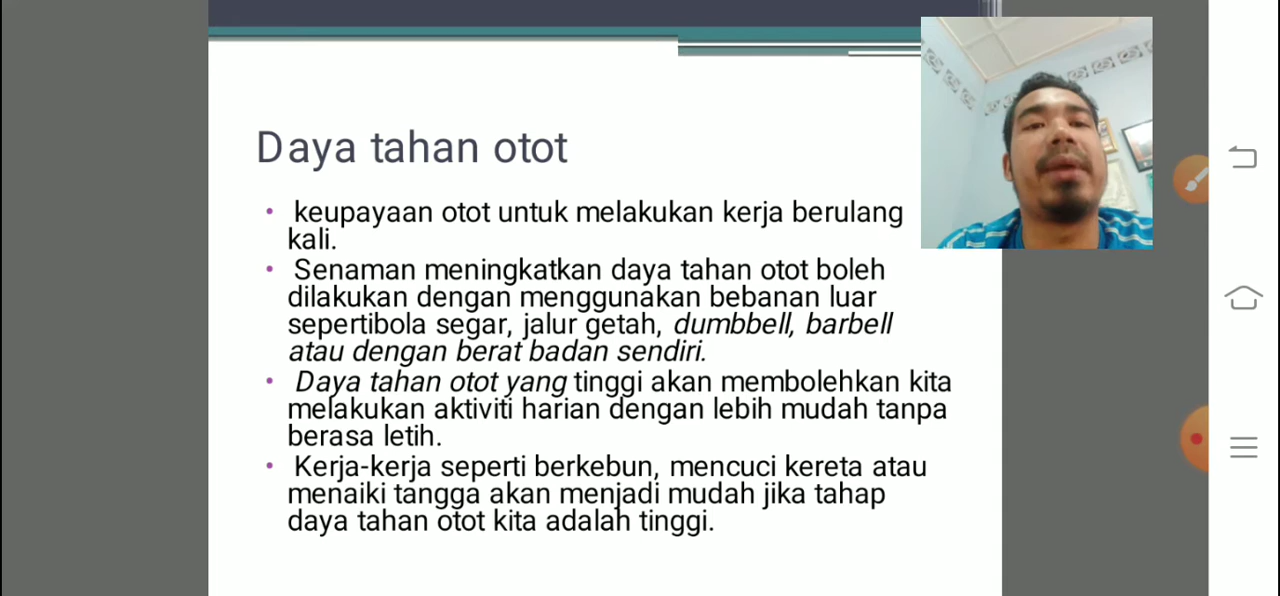 Daya tahan otot
• keupayaan otot untuk melakukan kerja berulang
kali.
• Senaman meningkatkan daya tahan otot boleh
dilakukan dengan menggunakan bebanan luar
sepertibola segar, jalur getah, dumbbell, barbell
atau dengan berat badan sendiri.
• Daya tahan otot yang tinggi akan membolehkan kita
melakukan aktiviti harian dengan lebih mudah tanpa
berasa letih.
• Kerja-kerja seperti berkebun, mencuci kereta atau
menaiki tangga akan menjadi mudah jika tahap
daya tahan otot kita adalah tinggi.